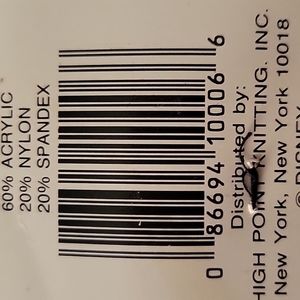 60% ACRYLIC
20% NYLON
20% SPANDEX
0 86694 10006 6
Distributed by:
HIGH POINT KNITTING, INC.
New York, New York 10018